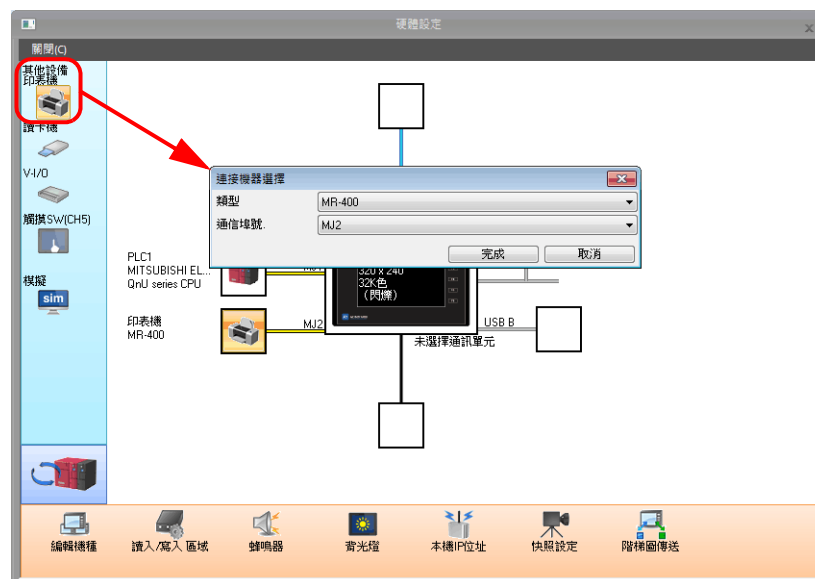 硬體設定
關閉(C)
其他設備
印表機
讀卡機
V-I/O
觸摸SW(CH5)
模擬
sim
連接機器選擇
類型
MR-400
通信埠號.
MJ2
完成
取消
PLC1
MITSUBISHI EL...
QnU series CPU
320 x 240
32K色
(閃爍)
印表機
MR-400
MJ2
USB B
未選擇通訊單元
編輯機種
讀入/寫入 區域
蜂鳴器
背光燈
本機IP位址
快照設定
階梯圖傳送